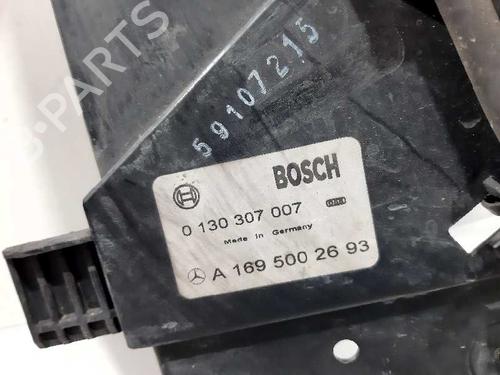 B-PARTS
59107215
BOSCH
0 130 307 007
Made in Germany
A 169 500 26 93